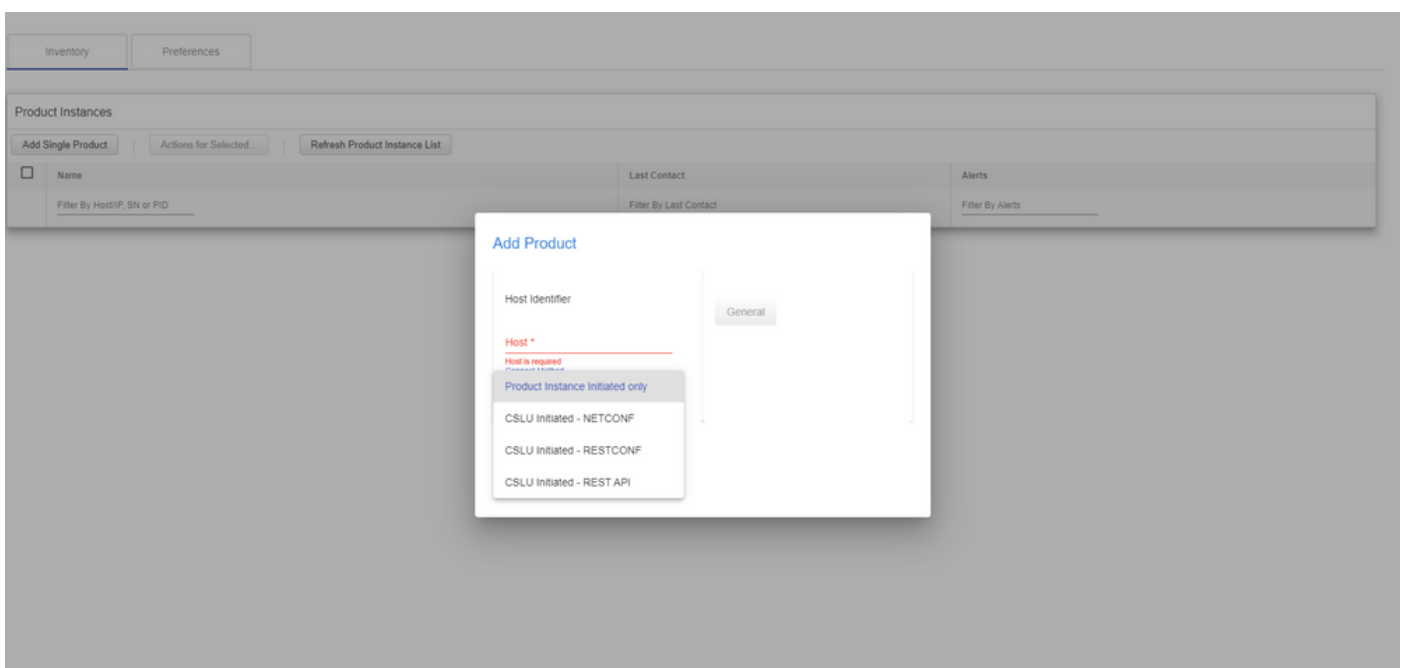 Inventory Preferences
Product Instances
Add Single Product Actions for Selected... Refresh Product Instance List
Name Last Contact Alerts
Filter By Host/IP, SN or PID Filter By Last Contact Filter By Alerts
Add Product
Host Identifier
General
Host *
Host is required
Connect Method
Product Instance Initiated only
CSLU Initiated - NETCONF
CSLU Initiated - RESTCONF
CSLU Initiated - REST API